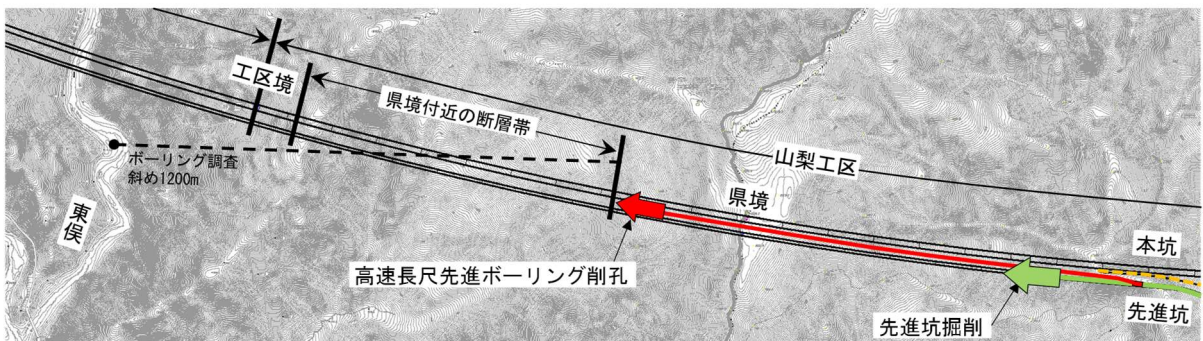 工区境
県境付近の断層帯
ボーリング調査
斜め1200m
東俣
山梨工区
県境
高速長尺先進ボーリング削孔
本坑
先進坑掘削
先進坑